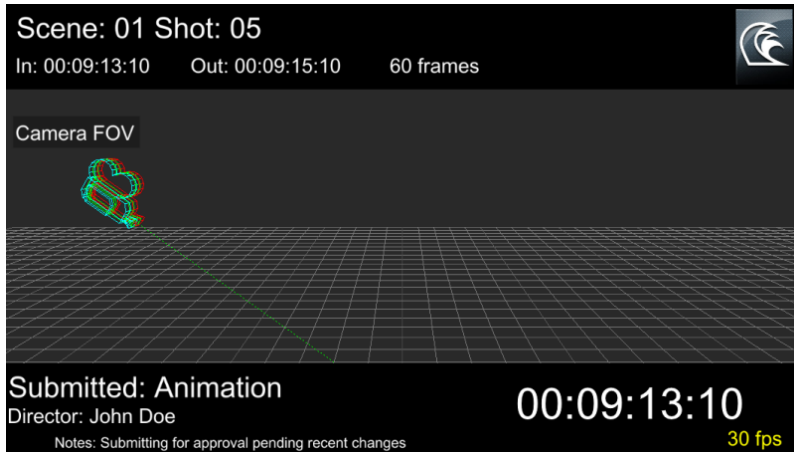 Scene: 01 Shot: 05
In: 00:09:13:10 Out: 00:09:15:10 60 frames
Camera FOV
Submitted: Animation
Director: John Doe
Notes: Submitting for approval pending recent changes
00:09:13:10
30 fps